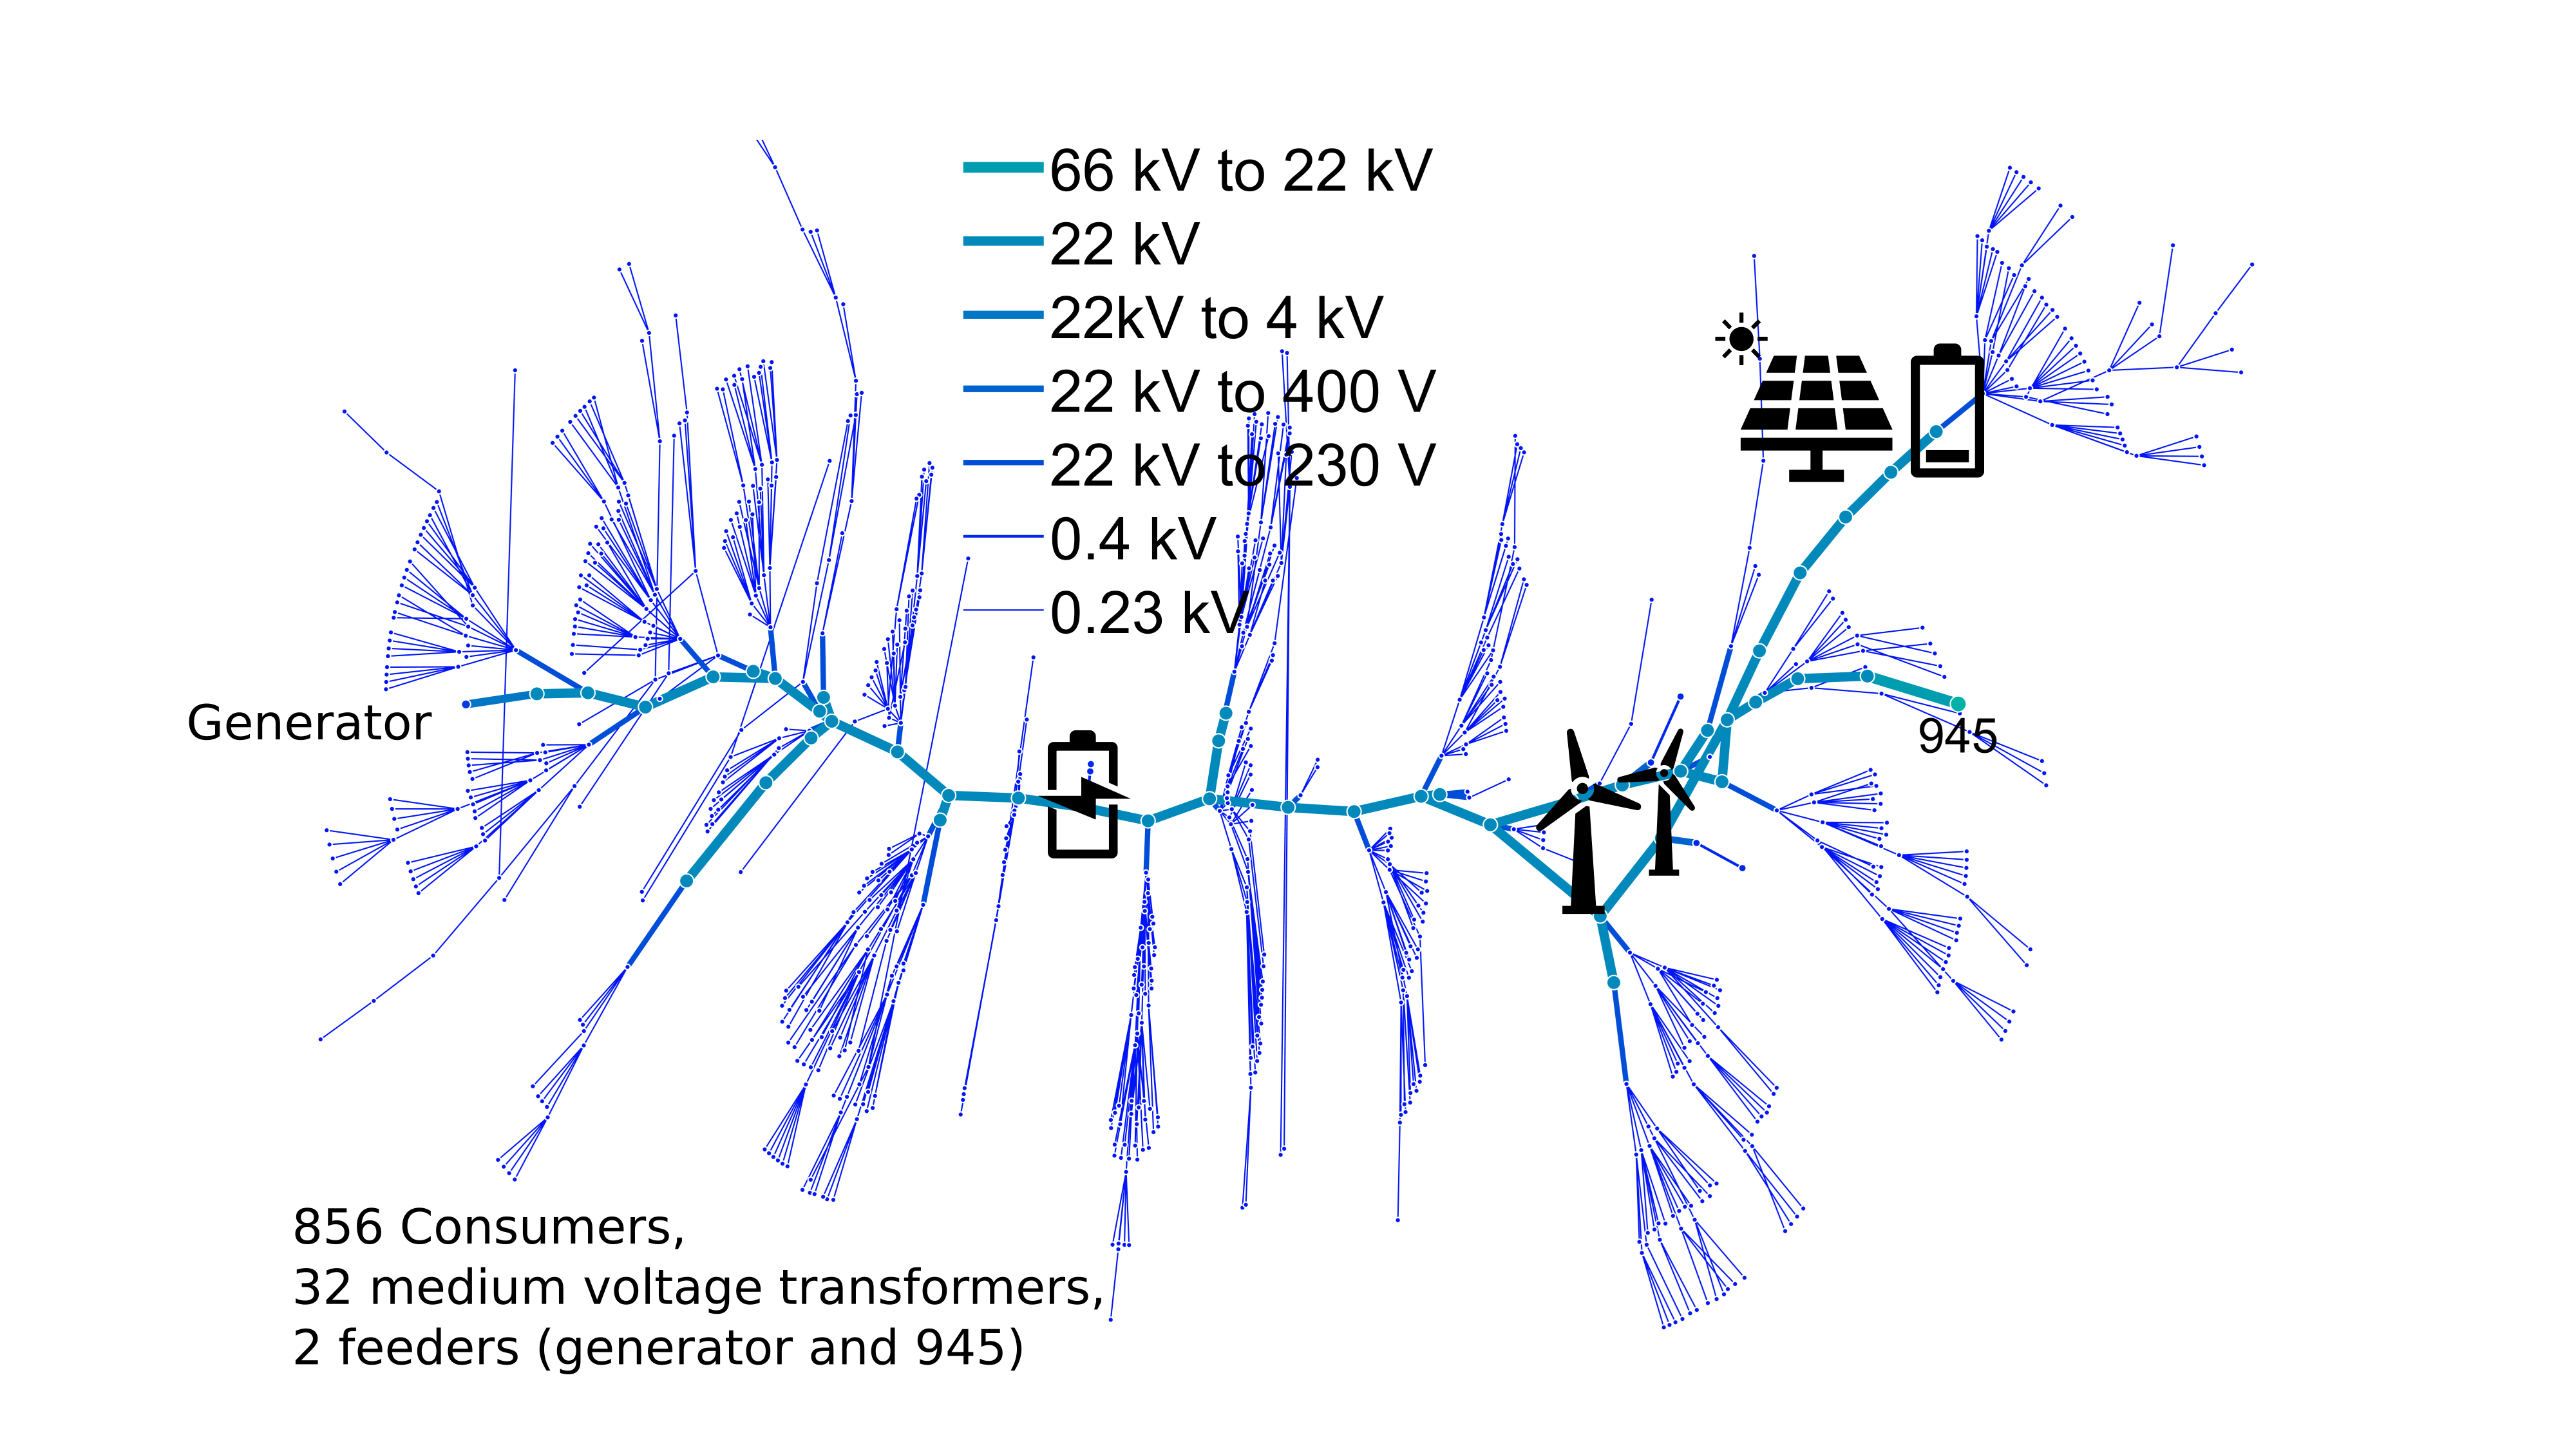 66 kV to 22 kV
22 kV
22kV to 4 kV
22 kV to 400 V
22 kV to 230 V
0.4 kV
0.23 kV
Generator
945
856 Consumers,
32 medium voltage transformers,
2 feeders (generator and 945)